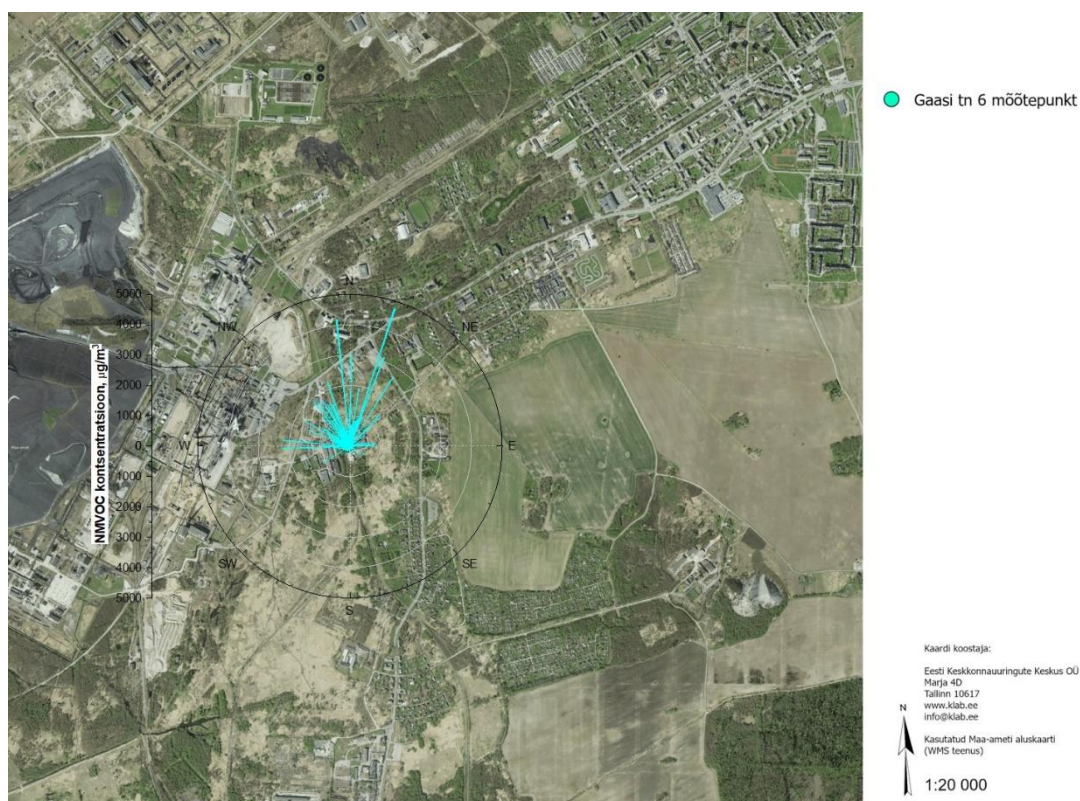 Gaasi tn 6 mõõtepunkt
N
NW
NE
W
E
SW
SE
S
NMVOC kontsentratsioon, µg/m³
5000
4000
3000
2000
1000
0
1000
2000
3000
4000
5000
Kaardi koostaja:
Eesti Keskkonnauuringute Keskus OÜ
Marja 4D
Tallinn 10617
www.klab.ee
info@klab.ee
N
Kasutatud Maa-ameti aluskaarti
(WMS teenus)
1:20 000